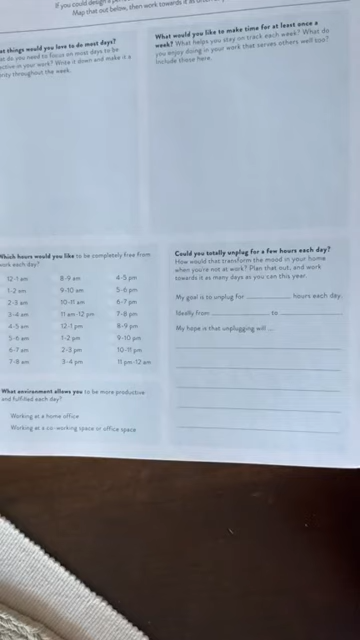 If you could design a
Map that out below, then work towards it as
at things would you love to do most days?
at do you need to focus on most days to be
ctive in your work? Write it down and make it a
rity throughout the week.
What would you like to make time for at least once a
week? What helps you stay on track each week? What do
you enjoy doing in your work that serves others well too?
Include those here.
Which hours would you like to be completely free from
work each day?
12-1 am
1-2 am
2-3 am
3-4 am
4-5 am
5-6 am
6-7 am
7-8 am
8-9 am
9-10 am
10-11 am
11 am-12 pm
12-1 pm
1-2 pm
2-3 pm
3-4 pm
4-5 pm
5-6 pm
6-7 pm
7-8 pm
8-9 pm
9-10 pm
10-11 pm
11 pm-12 am
Could you totally unplug for a few hours each day?
How would that transform the mood in your home
when you're not at work? Plan that out, and work
towards it as many days as you can this year.
My goal is to unplug for ________ hours each day.
Ideally from ________ to ________
My hope is that unplugging will ...
What environment allows you to be more productive
and fulfilled each day?
Working at a home office
Working at a co-working space or office space